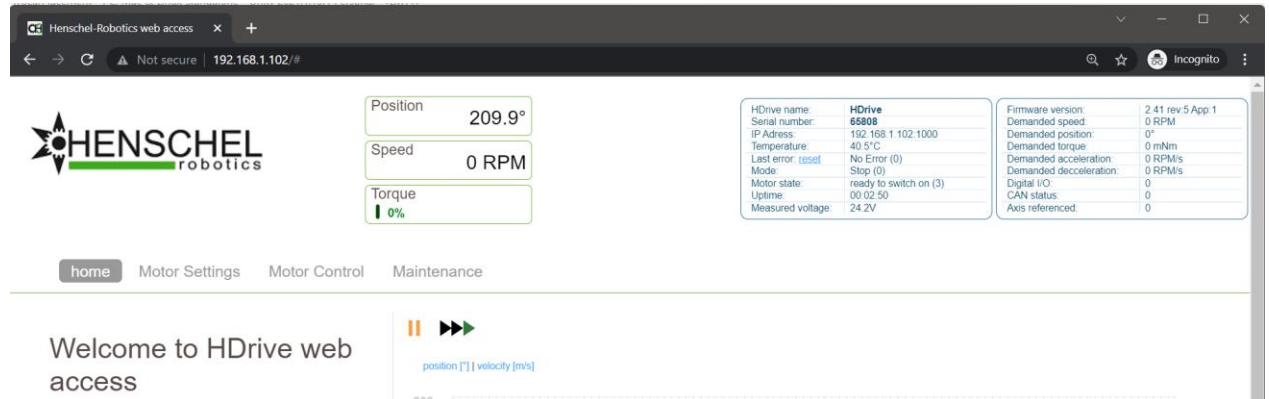 Henschel-Robotics web access
Not secure | 192.168.1.102/#
Incognito
HENSCHEL
robotics
Position
209.9°
Speed
0 RPM
Torque
0%
HDrive name: HDrive
Serial number: 65808
IP Adress: 192.168.1.102:1000
Temperature: 40.5°C
Last error: reset No Error (0)
Mode: Stop (0)
Motor state: ready to switch on (3)
Uptime: 00:02:50
Measured voltage: 24.2V
Firmware version: 2.41 rev:5 App:1
Demanded speed: 0 RPM
Demanded position: 0°
Demanded torque: 0 mNm
Demanded acceleration: 0 RPM/s
Demanded decceleration: 0 RPM/s
Digital I/O: 0
CAN status: 0
Axis referenced: 0
home Motor Settings Motor Control Maintenance
Welcome to HDrive web
access
position [°] | velocity [m/s]